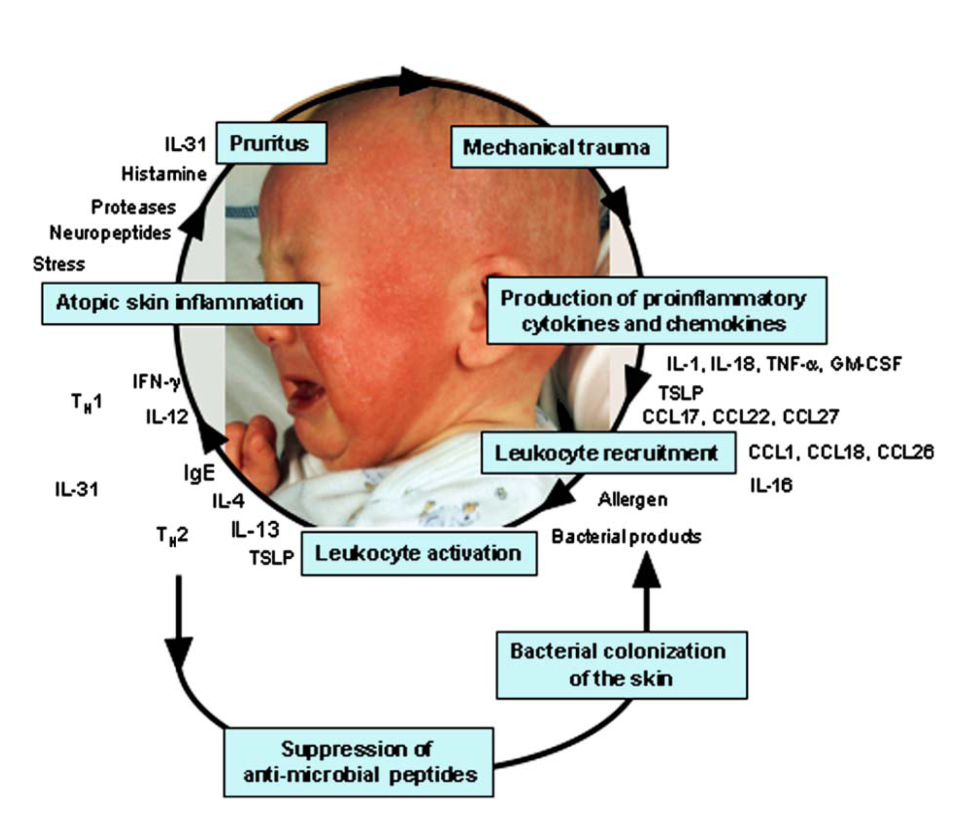 IL-31
Pruritus
Mechanical trauma
Histamine
Proteases
Neuropeptides
Stress
Atopic skin inflammation
Production of proinflammatory
cytokines and chemokines
IL-1, IL-18, TNF-α, GM-CSF
TSLP
CCL17, CCL22, CCL27
IFN-γ
TH1
IL-12
Leukocyte recruitment
CCL1, CCL18, CCL26
IL-16
IgE
IL-31
IL-4
Allergen
TH2
IL-13
TSLP
Leukocyte activation
Bacterial products
Bacterial colonization
of the skin
Suppression of
anti-microbial peptides